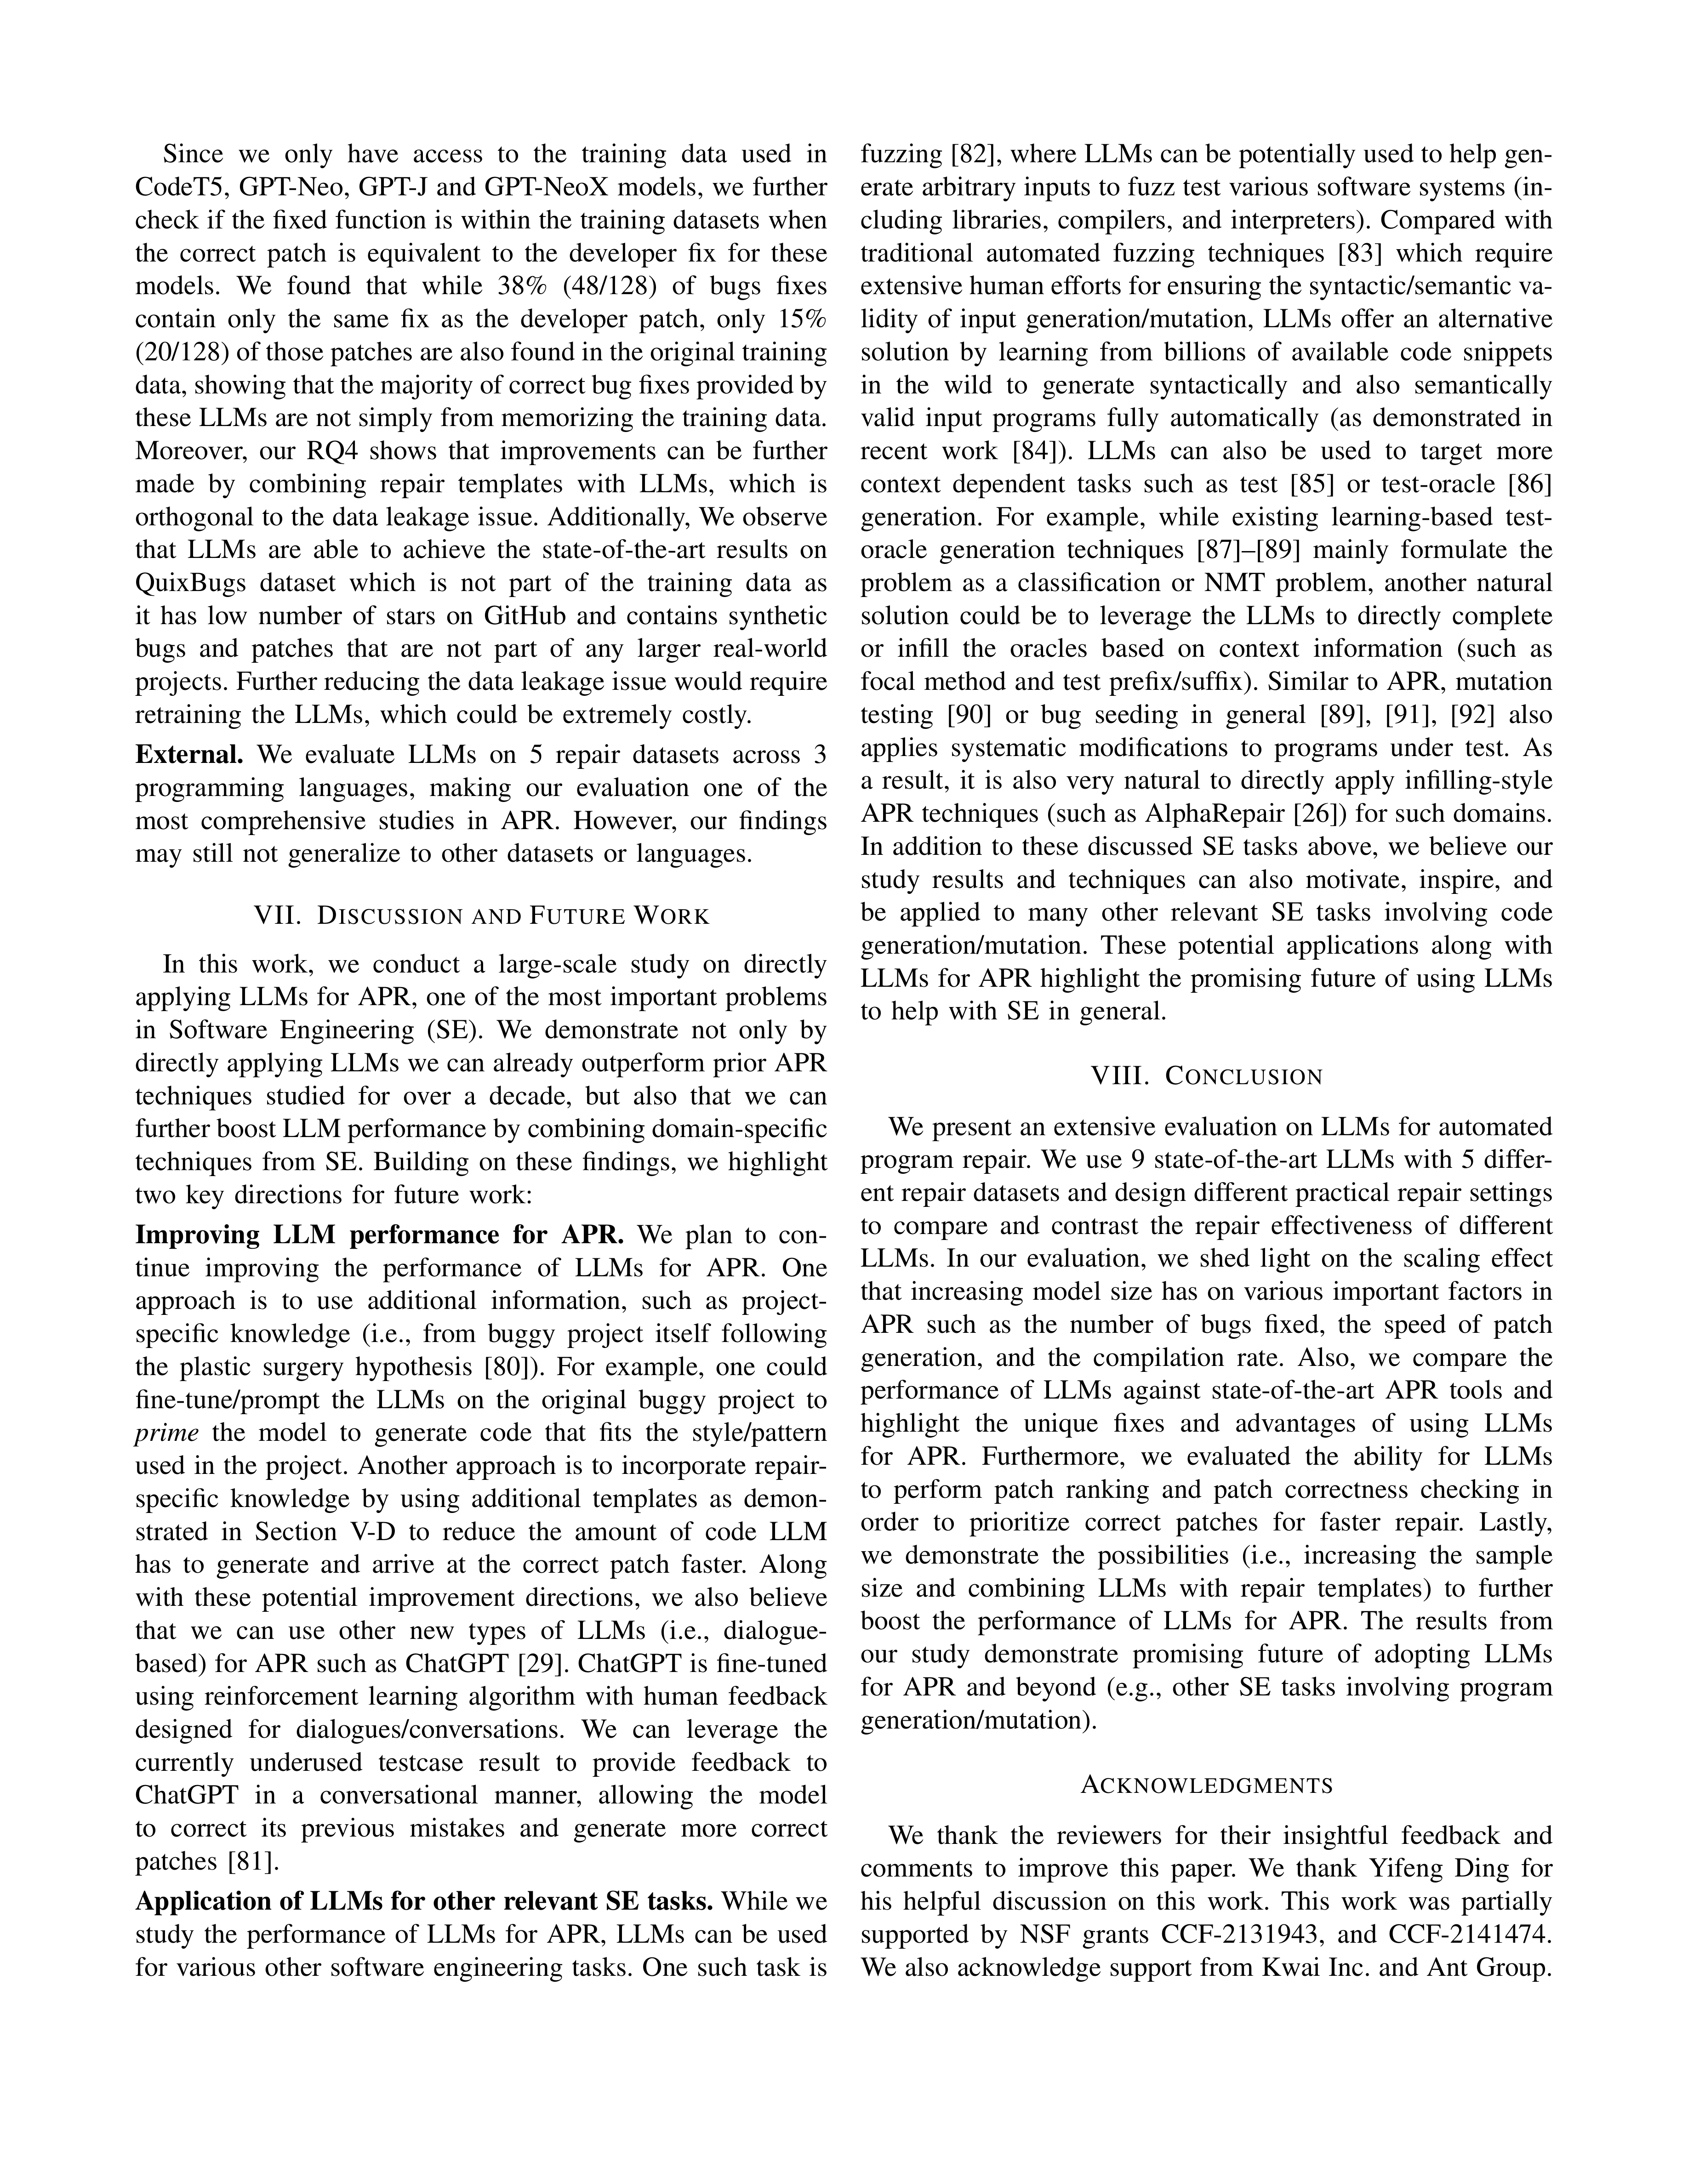 Since we only have access to the training data used in
CodeT5, GPT-Neo, GPT-J and GPT-NeoX models, we further
check if the fixed function is within the training datasets when
the correct patch is equivalent to the developer fix for these
models. We found that while 38% (48/128) of bugs fixes
contain only the same fix as the developer patch, only 15%
(20/128) of those patches are also found in the original training
data, showing that the majority of correct bug fixes provided by
these LLMs are not simply from memorizing the training data.
Moreover, our RQ4 shows that improvements can be further
made by combining repair templates with LLMs, which is
orthogonal to the data leakage issue. Additionally, We observe
that LLMs are able to achieve the state-of-the-art results on
QuixBugs dataset which is not part of the training data as
it has low number of stars on GitHub and contains synthetic
bugs and patches that are not part of any larger real-world
projects. Further reducing the data leakage issue would require
retraining the LLMs, which could be extremely costly.
External. We evaluate LLMs on 5 repair datasets across 3
programming languages, making our evaluation one of the
most comprehensive studies in APR. However, our findings
may still not generalize to other datasets or languages.
VII. DISCUSSION AND FUTURE WORK
In this work, we conduct a large-scale study on directly
applying LLMs for APR, one of the most important problems
in Software Engineering (SE). We demonstrate not only by
directly applying LLMs we can already outperform prior APR
techniques studied for over a decade, but also that we can
further boost LLM performance by combining domain-specific
techniques from SE. Building on these findings, we highlight
two key directions for future work:
Improving LLM performance for APR. We plan to con-
tinue improving the performance of LLMs for APR. One
approach is to use additional information, such as project-
specific knowledge (i.e., from buggy project itself following
the plastic surgery hypothesis [80]). For example, one could
fine-tune/prompt the LLMs on the original buggy project to
prime the model to generate code that fits the style/pattern
used in the project. Another approach is to incorporate repair-
specific knowledge by using additional templates as demon-
strated in Section V-D to reduce the amount of code LLM
has to generate and arrive at the correct patch faster. Along
with these potential improvement directions, we also believe
that we can use other new types of LLMs (i.e., dialogue-
based) for APR such as ChatGPT [29]. ChatGPT is fine-tuned
using reinforcement learning algorithm with human feedback
designed for dialogues/conversations. We can leverage the
currently underused testcase result to provide feedback to
ChatGPT in a conversational manner, allowing the model
to correct its previous mistakes and generate more correct
patches [81].
Application of LLMs for other relevant SE tasks. While we
study the performance of LLMs for APR, LLMs can be used
for various other software engineering tasks. One such task is
fuzzing [82], where LLMs can be potentially used to help gen-
erate arbitrary inputs to fuzz test various software systems (in-
cluding libraries, compilers, and interpreters). Compared with
traditional automated fuzzing techniques [83] which require
extensive human efforts for ensuring the syntactic/semantic va-
lidity of input generation/mutation, LLMs offer an alternative
solution by learning from billions of available code snippets
in the wild to generate syntactically and also semantically
valid input programs fully automatically (as demonstrated in
recent work [84]). LLMs can also be used to target more
context dependent tasks such as test [85] or test-oracle [86]
generation. For example, while existing learning-based test-
oracle generation techniques [87]–[89] mainly formulate the
problem as a classification or NMT problem, another natural
solution could be to leverage the LLMs to directly complete
or infill the oracles based on context information (such as
focal method and test prefix/suffix). Similar to APR, mutation
testing [90] or bug seeding in general [89], [91], [92] also
applies systematic modifications to programs under test. As
a result, it is also very natural to directly apply infilling-style
APR techniques (such as AlphaRepair [26]) for such domains.
In addition to these discussed SE tasks above, we believe our
study results and techniques can also motivate, inspire, and
be applied to many other relevant SE tasks involving code
generation/mutation. These potential applications along with
LLMs for APR highlight the promising future of using LLMs
to help with SE in general.
VIII. CONCLUSION
We present an extensive evaluation on LLMs for automated
program repair. We use 9 state-of-the-art LLMs with 5 differ-
ent repair datasets and design different practical repair settings
to compare and contrast the repair effectiveness of different
LLMs. In our evaluation, we shed light on the scaling effect
that increasing model size has on various important factors in
APR such as the number of bugs fixed, the speed of patch
generation, and the compilation rate. Also, we compare the
performance of LLMs against state-of-the-art APR tools and
highlight the unique fixes and advantages of using LLMs
for APR. Furthermore, we evaluated the ability for LLMs
to perform patch ranking and patch correctness checking in
order to prioritize correct patches for faster repair. Lastly,
we demonstrate the possibilities (i.e., increasing the sample
size and combining LLMs with repair templates) to further
boost the performance of LLMs for APR. The results from
our study demonstrate promising future of adopting LLMs
for APR and beyond (e.g., other SE tasks involving program
generation/mutation).
ACKNOWLEDGMENTS
We thank the reviewers for their insightful feedback and
comments to improve this paper. We thank Yifeng Ding for
his helpful discussion on this work. This work was partially
supported by NSF grants CCF-2131943, and CCF-2141474.
We also acknowledge support from Kwai Inc. and Ant Group.